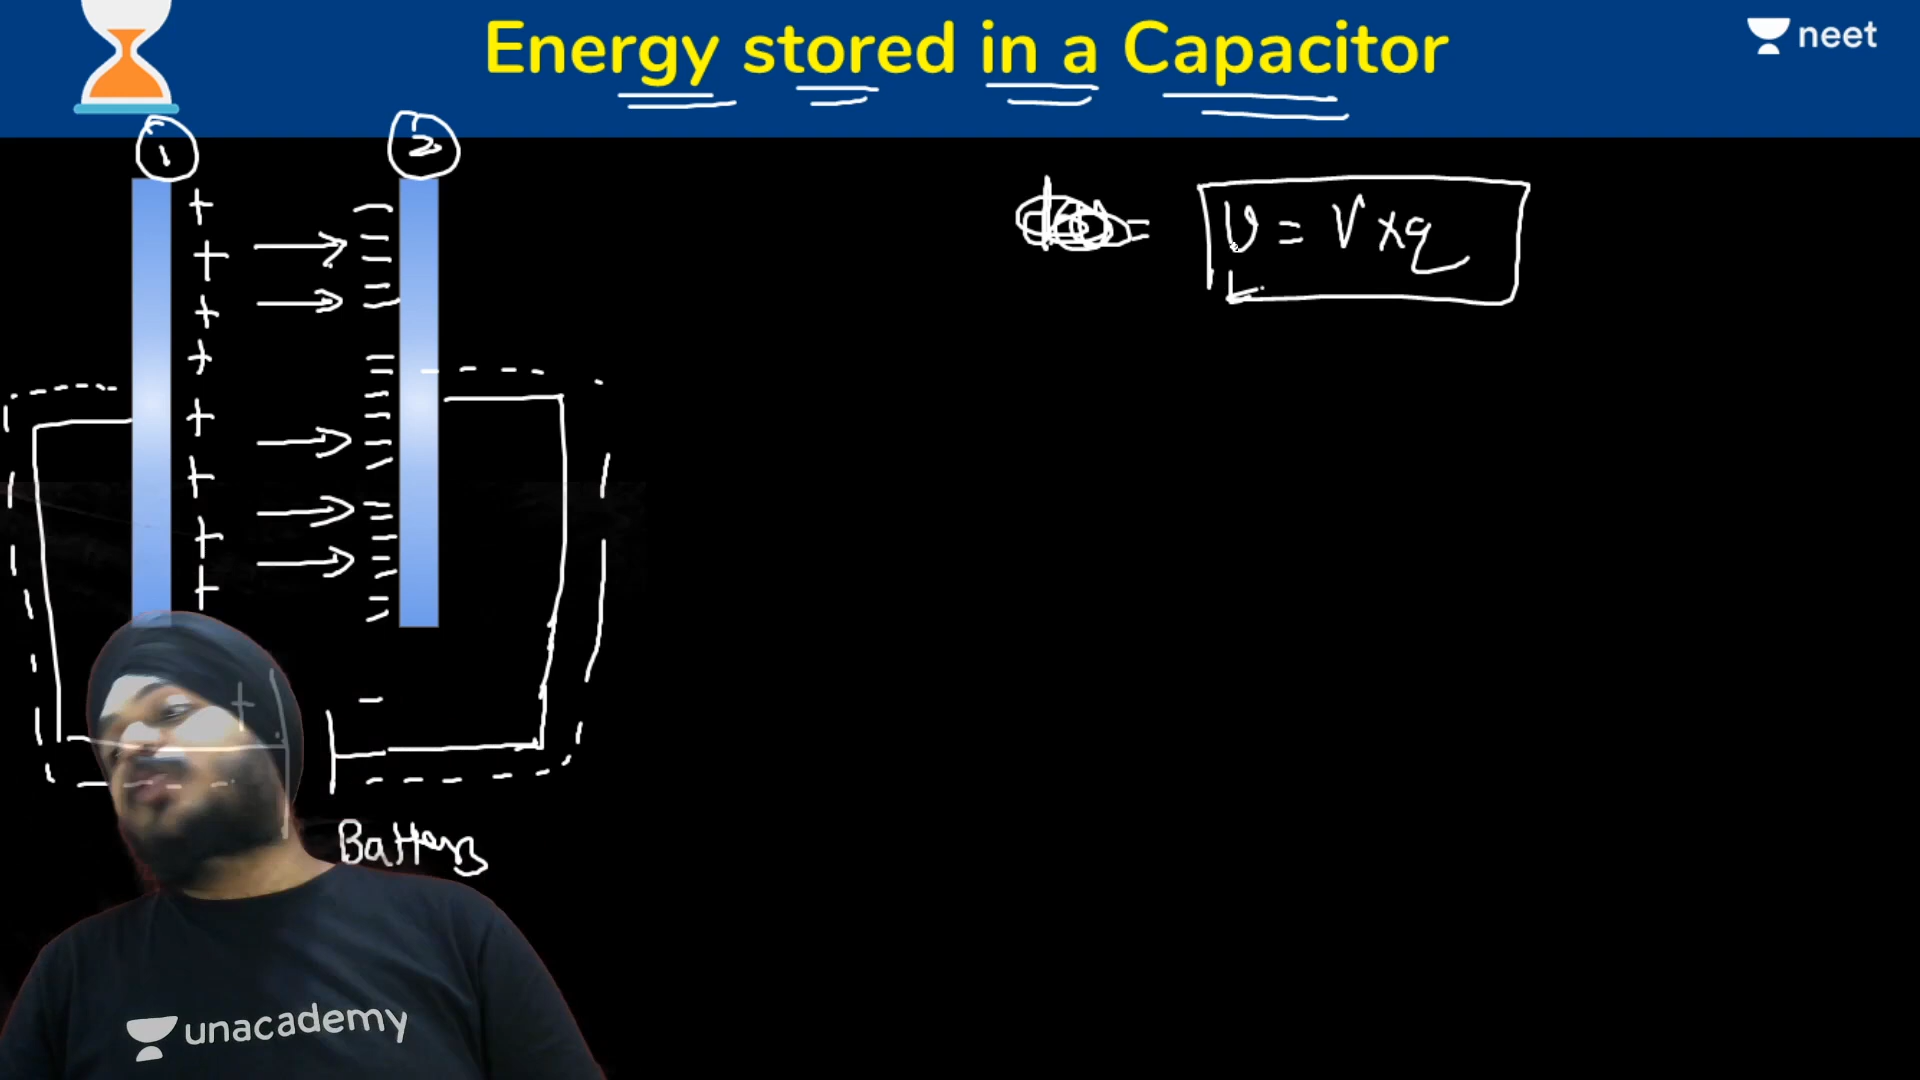 Energy stored in a Capacitor
neet
1
2
U = V x q
+
-
Battery
unacademy